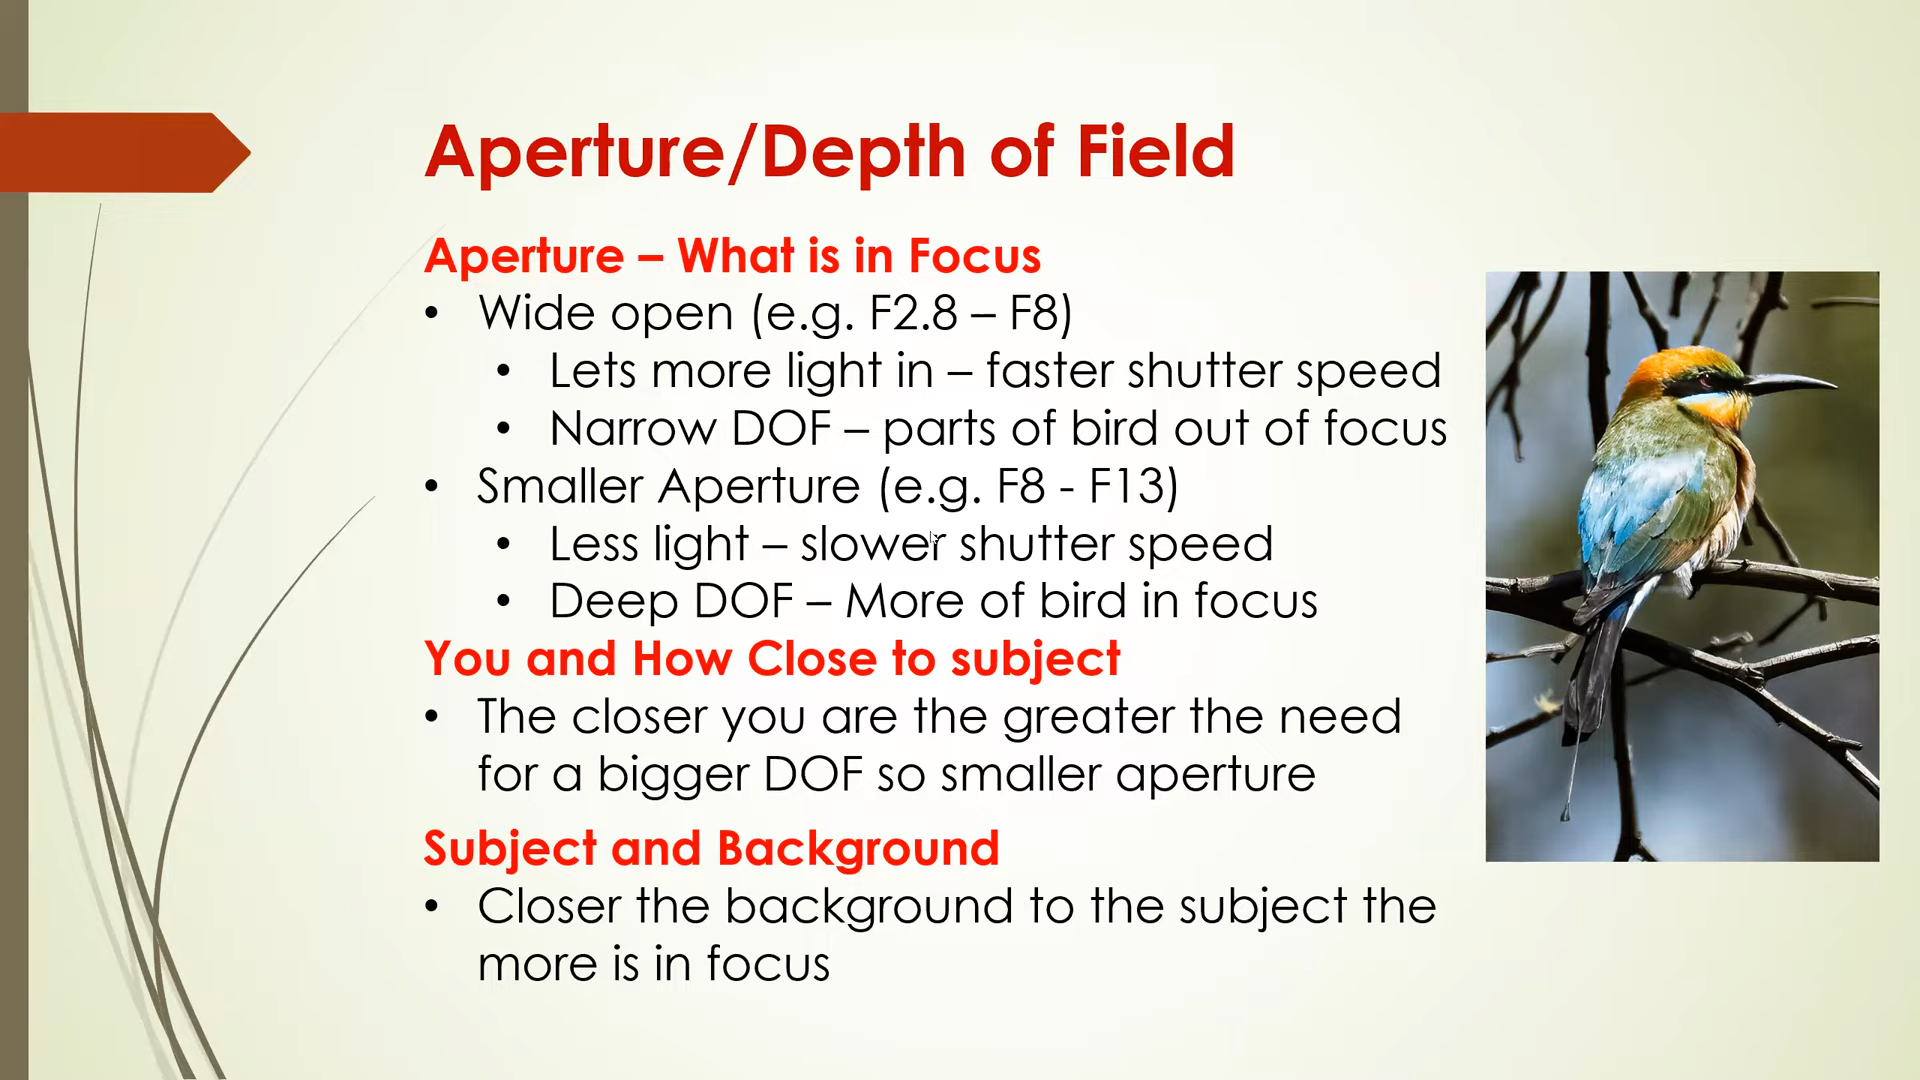 Aperture/Depth of Field
Aperture – What is in Focus
• Wide open (e.g. F2.8 – F8)
• Lets more light in – faster shutter speed
• Narrow DOF – parts of bird out of focus
• Smaller Aperture (e.g. F8 - F13)
• Less light – slower shutter speed
• Deep DOF – More of bird in focus
You and How Close to subject
• The closer you are the greater the need
for a bigger DOF so smaller aperture
Subject and Background
• Closer the background to the subject the
more is in focus